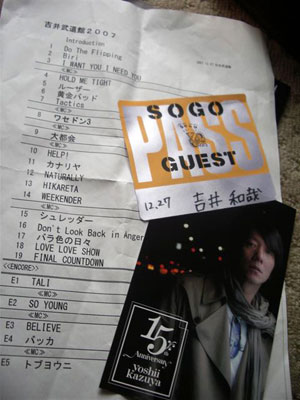 吉井武道館2002
Introduction
1 Do The Flipping
2 Biri
3 I WANT YOU I NEED YOU
<MC>
4 HOLD ME TIGHT
5 ルーザー
6 黄金バッド
7 Tactics
<MC>
8 ワセドン3
<MC>
9 大都会
<MC>
10 HELP!
11 カナリヤ
12 NATURALLY
13 HIKARETA
14 WEEKENDER
<MC>
15 シュレッダー
16 Don't Look Back in Anger
17 バラ色の日々
18 LOVE LOVE SHOW
19 FINAL COUNTDOWN
<<ENCORE>>
E1 TALI
<MC>
E2 SO YOUNG
<MC>
E3 BELIEVE
E4 バッカ
<MC>
E5 トブヨウニ
SOGO
PASS
GUEST
12.27 吉井和哉
15th
Anniversary
yoshii
kazuya